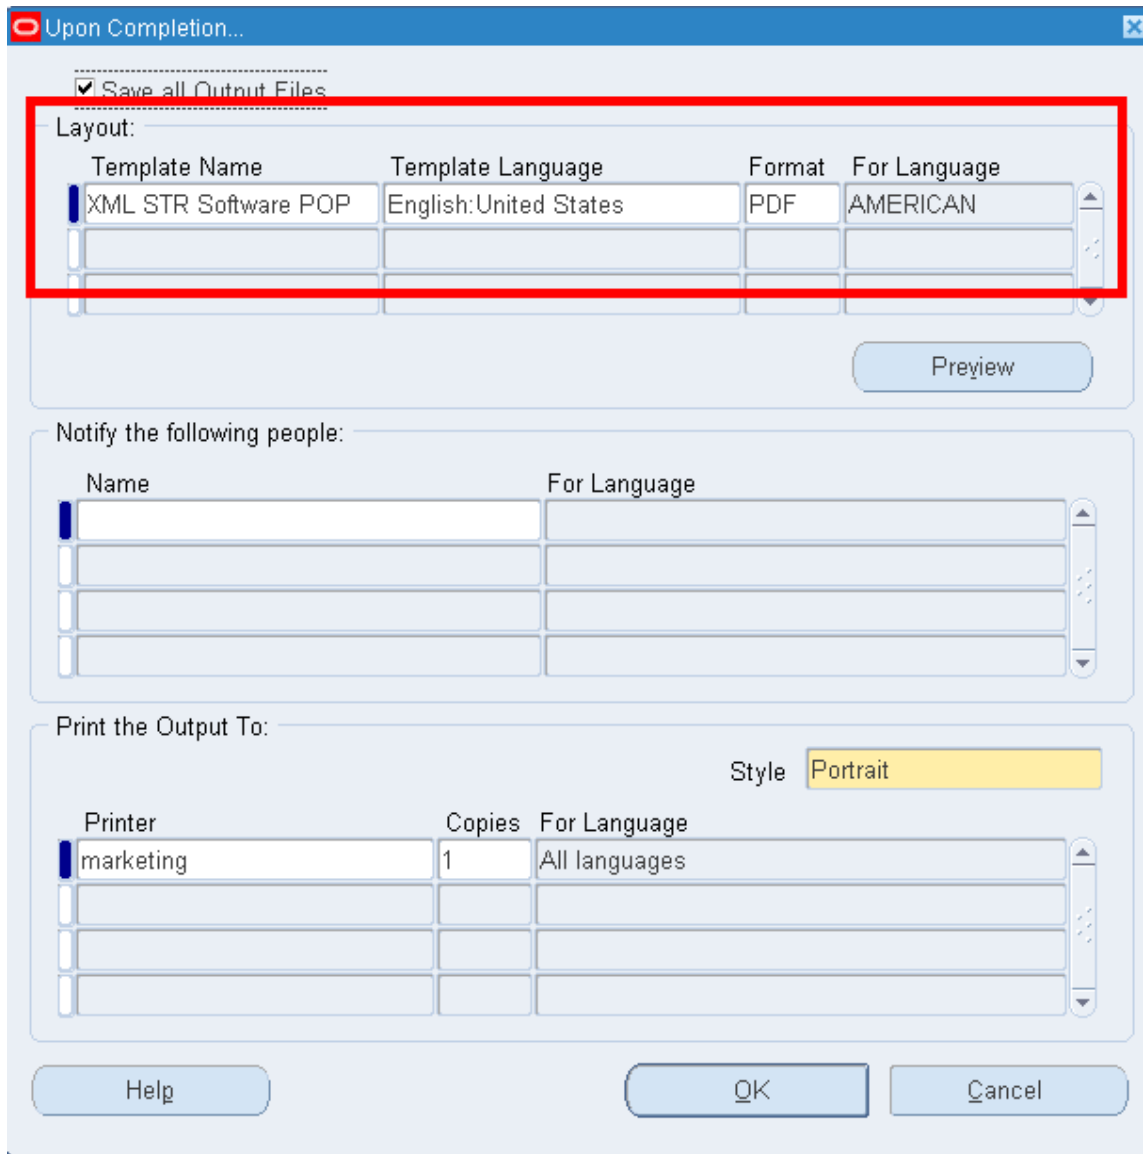 Upon Completion...
Save all Output Files
Layout:
Template Name Template Language Format For Language
XML STR Software POP English:United States PDF AMERICAN
Preview
Notify the following people:
Name For Language
Print the Output To:
Style Portrait
Printer Copies For Language
marketing 1 All languages
Help OK Cancel